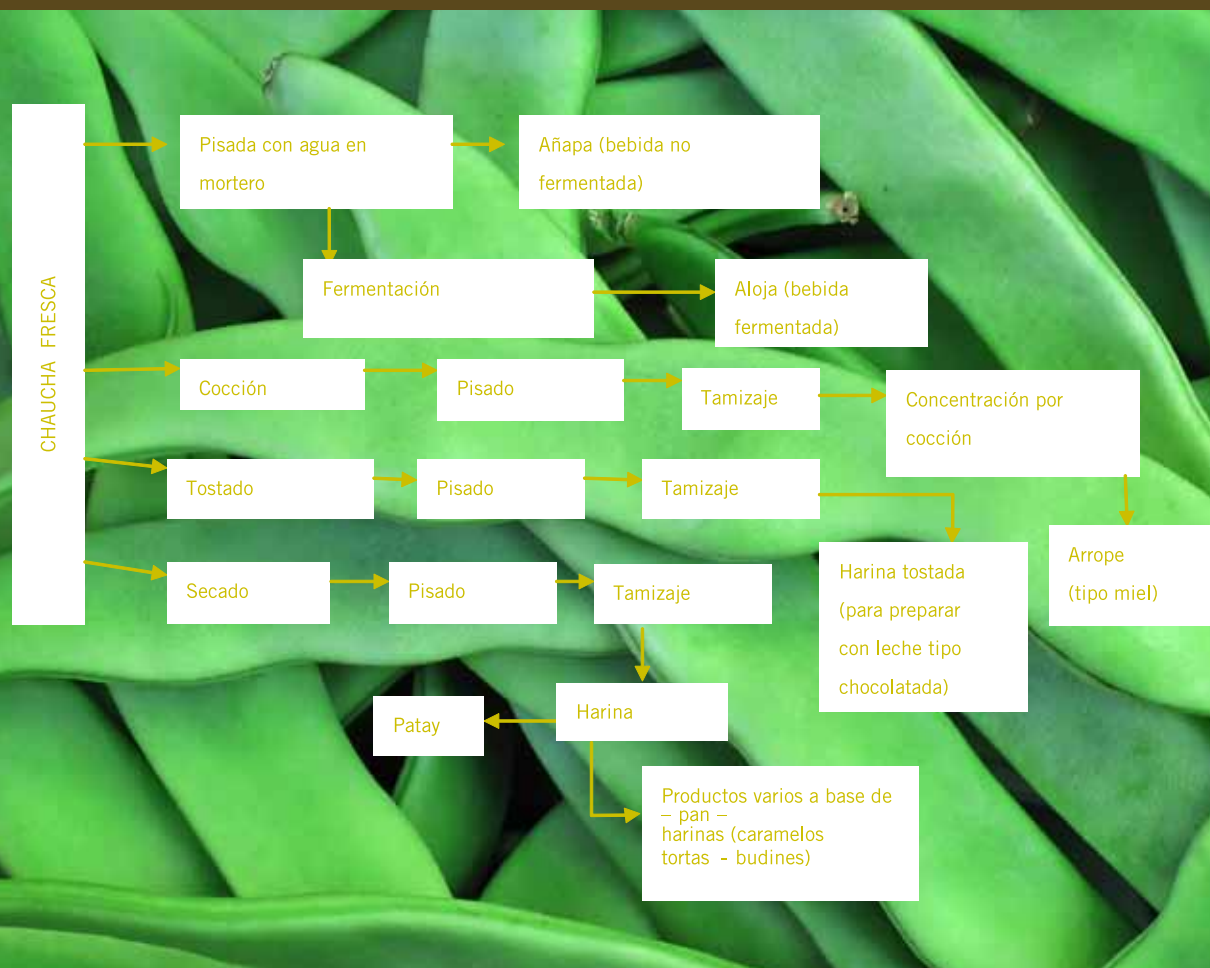 CHAUCHA FRESCA
Pisada con agua en
mortero
Añapa (bebida no
fermentada)
Fermentación
Aloja (bebida
fermentada)
Cocción
Pisado
Tamizaje
Concentración por
cocción
Arrope
(tipo miel)
Tostado
Pisado
Tamizaje
Harina tostada
(para preparar
con leche tipo
chocolatada)
Secado
Pisado
Tamizaje
Harina
Patay
Productos varios a base de
– pan –
harinas (caramelos
tortas - budines)